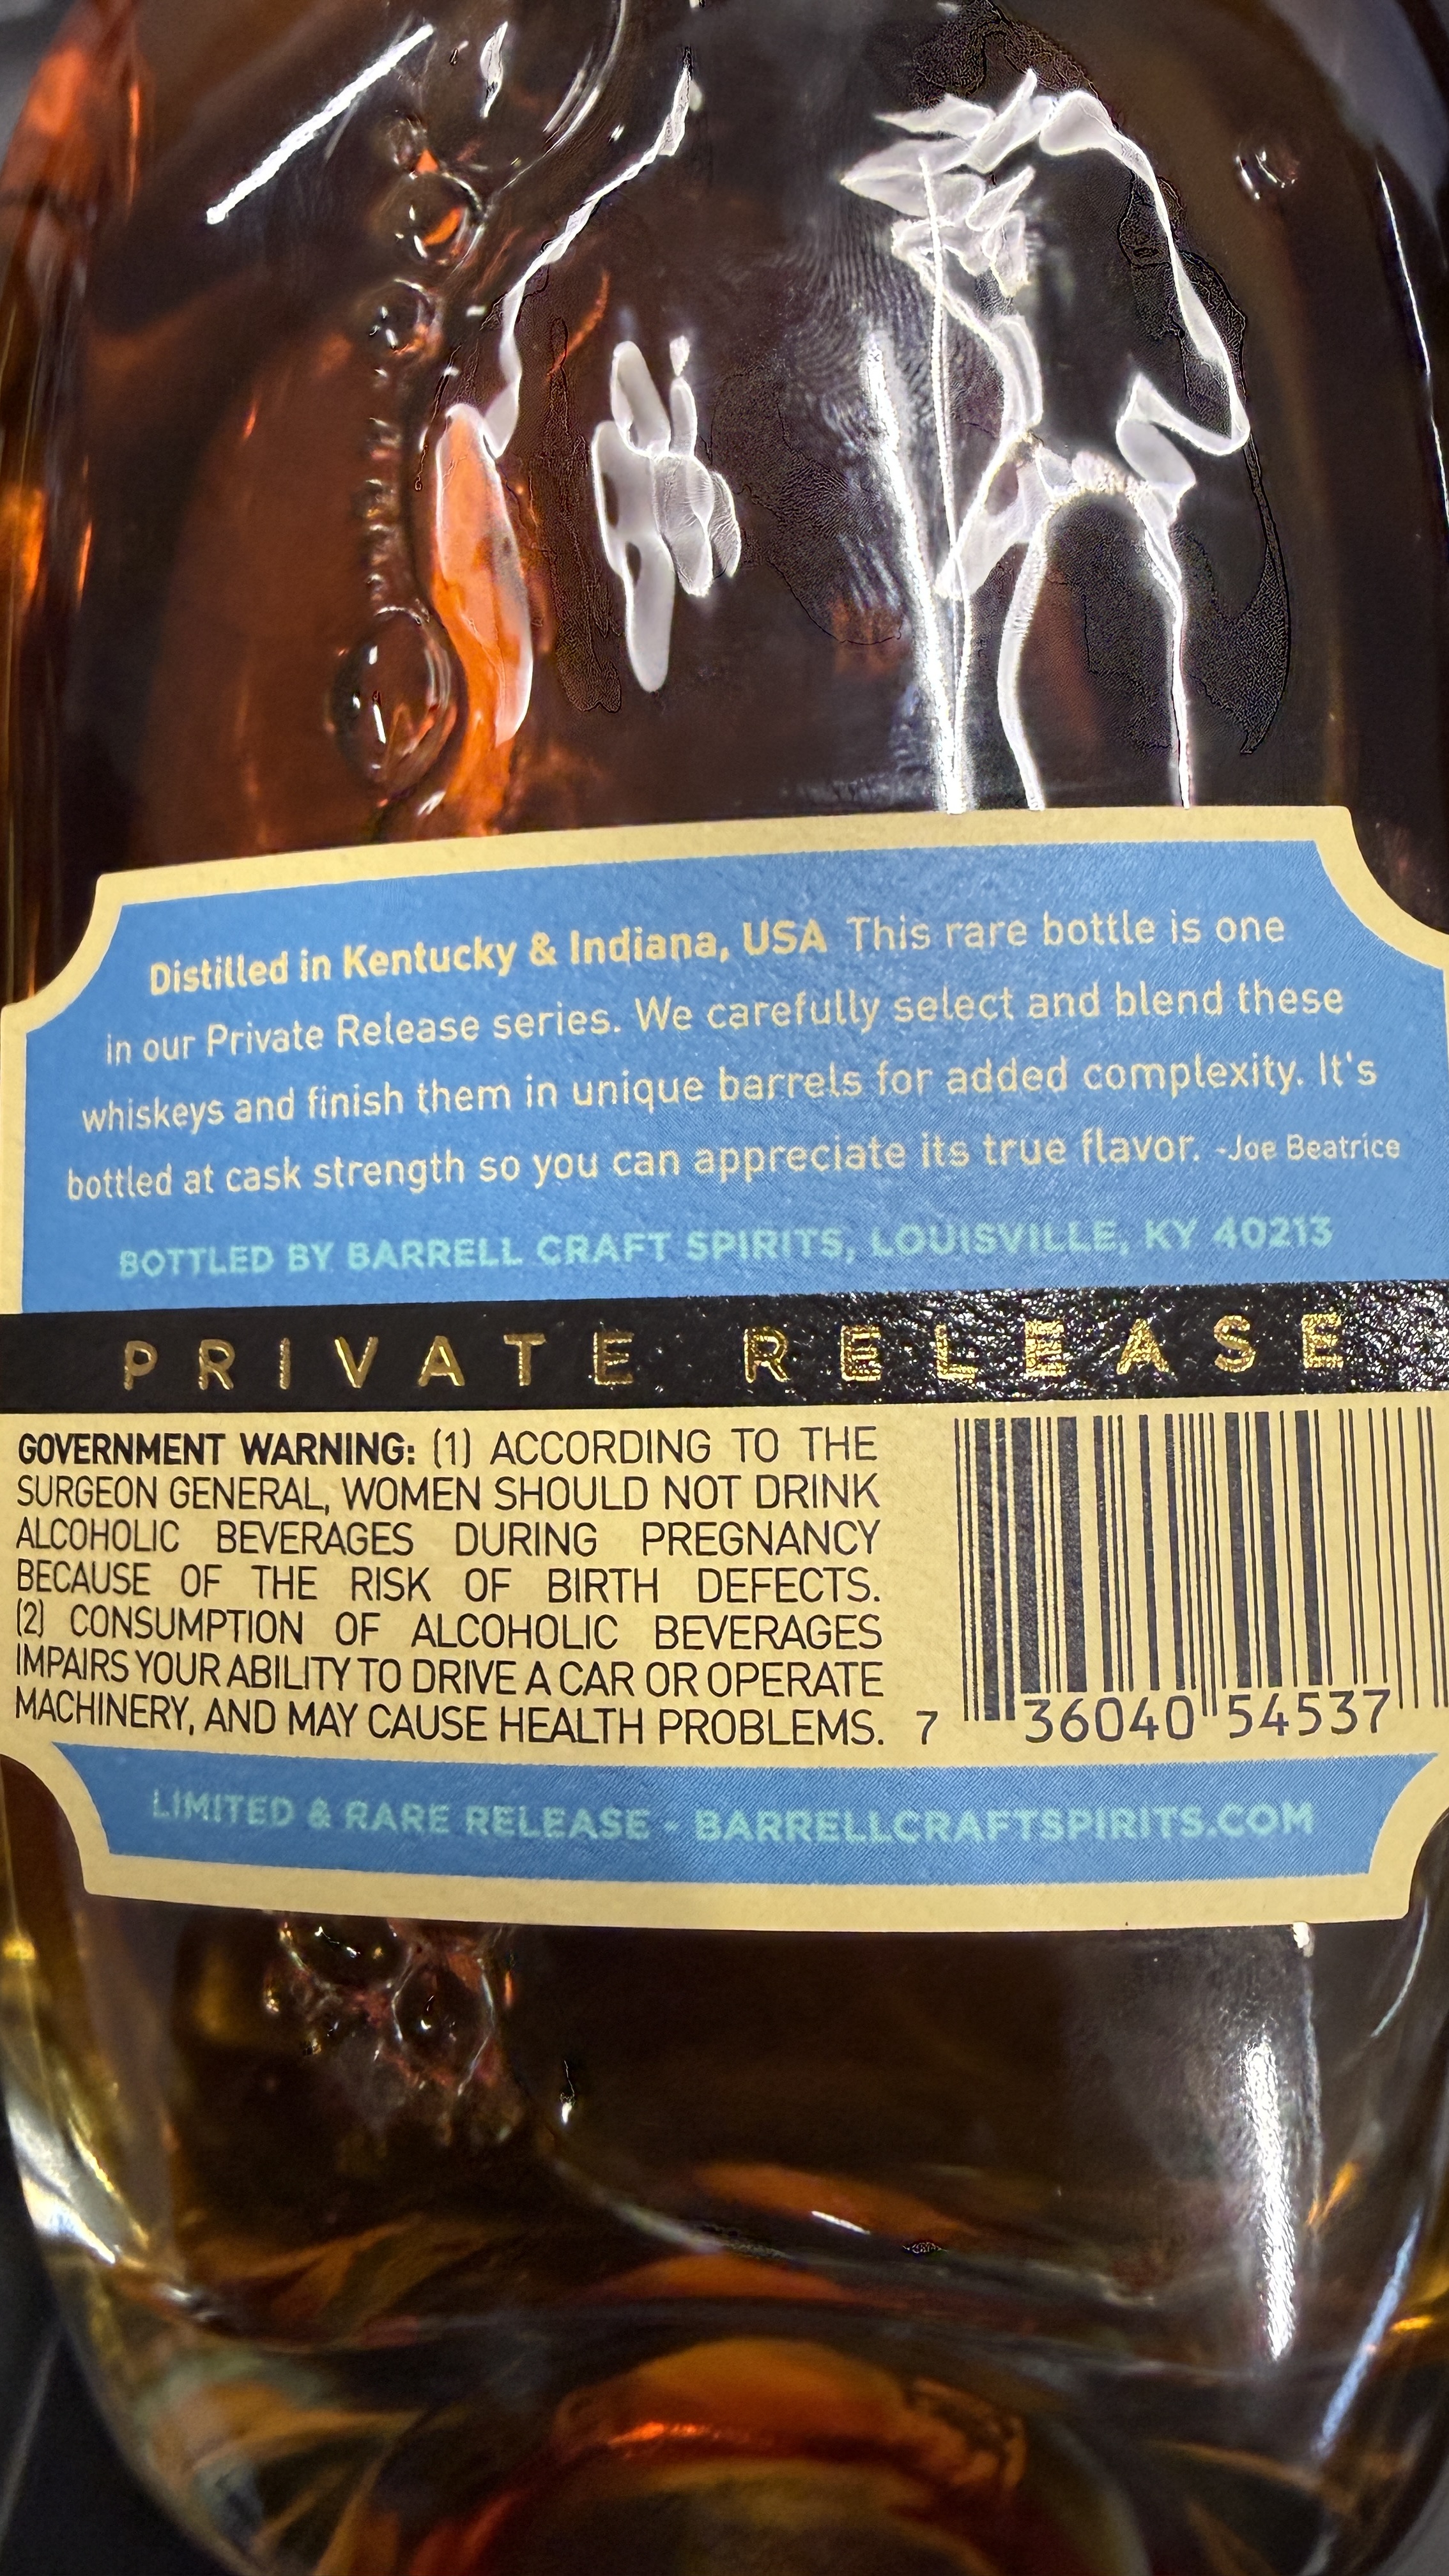 Distilled in Kentucky & Indiana, USA This rare bottle is one
in our Private Release series. We carefully select and blend these
whiskeys and finish them in unique barrels for added complexity. It's
bottled at cask strength so you can appreciate its true flavor. -Joe Beatrice
BOTTLED BY BARRELL CRAFT SPIRITS, LOUISVILLE, KY 40213
PRIVATE RELEASE
GOVERNMENT WARNING: (1) ACCORDING TO THE
SURGEON GENERAL, WOMEN SHOULD NOT DRINK
ALCOHOLIC BEVERAGES DURING PREGNANCY
BECAUSE OF THE RISK OF BIRTH DEFECTS.
(2) CONSUMPTION OF ALCOHOLIC BEVERAGES
IMPAIRS YOUR ABILITY TO DRIVE A CAR OR OPERATE
MACHINERY, AND MAY CAUSE HEALTH PROBLEMS.
7 36040 54537
LIMITED & RARE RELEASE - BARRELLCRAFTSPIRITS.COM